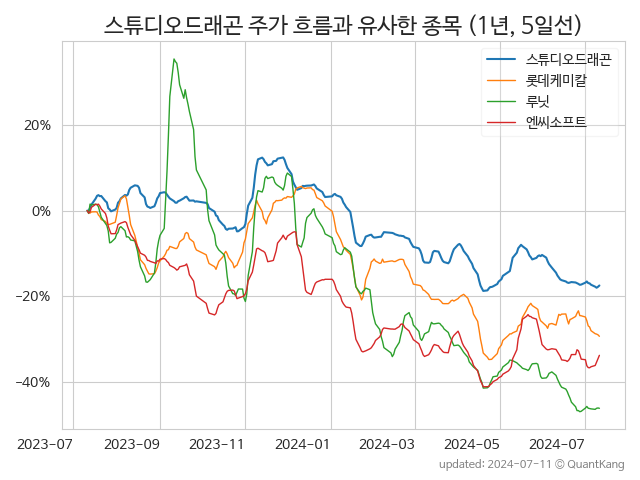 스튜디오드래곤 주가 흐름과 유사한 종목 (1년, 5일선)
스튜디오드래곤
롯데케미칼
루닛
엔씨소프트
20%
0%
−20%
−40%
2023-07 2023-09 2023-11 2024-01 2024-03 2024-05 2024-07
updated: 2024-07-11 © QuantKang